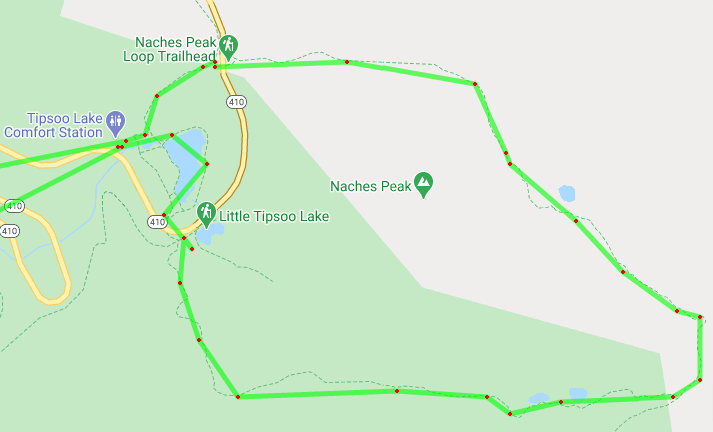 Naches Peak
Loop Trailhead
410
Tipsoo Lake
Comfort Station
Naches Peak
410
410
Little Tipsoo Lake
410